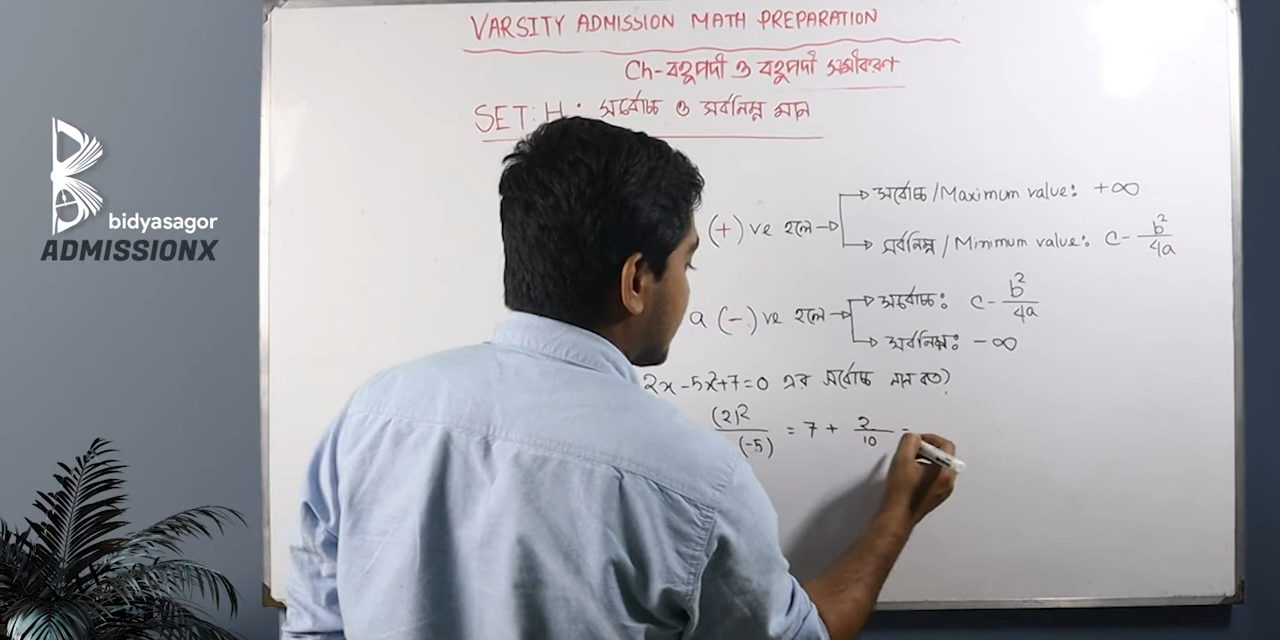 VARSITY ADMISSION MATH PREPARATION
Ch-বহুপদী ও বহুপদী সমীকরণ
SET: H: সর্বোচ্চ ও সর্বনিম্ন মান
bidyasagor
ADMISSIONX
(+) ve হলে → সর্বোচ্চ/Maximum value: +∞
সর্বনিম্ন/Minimum value: c - b²/4a
a (-) ve হলে → সর্বোচ্চ: c - b²/4a
সর্বনিম্ন: -∞
2x - 5x² + 7 = 0 এর সর্বোচ্চ মান কত?
(2)²/(-5) = 7 + 2/10 =